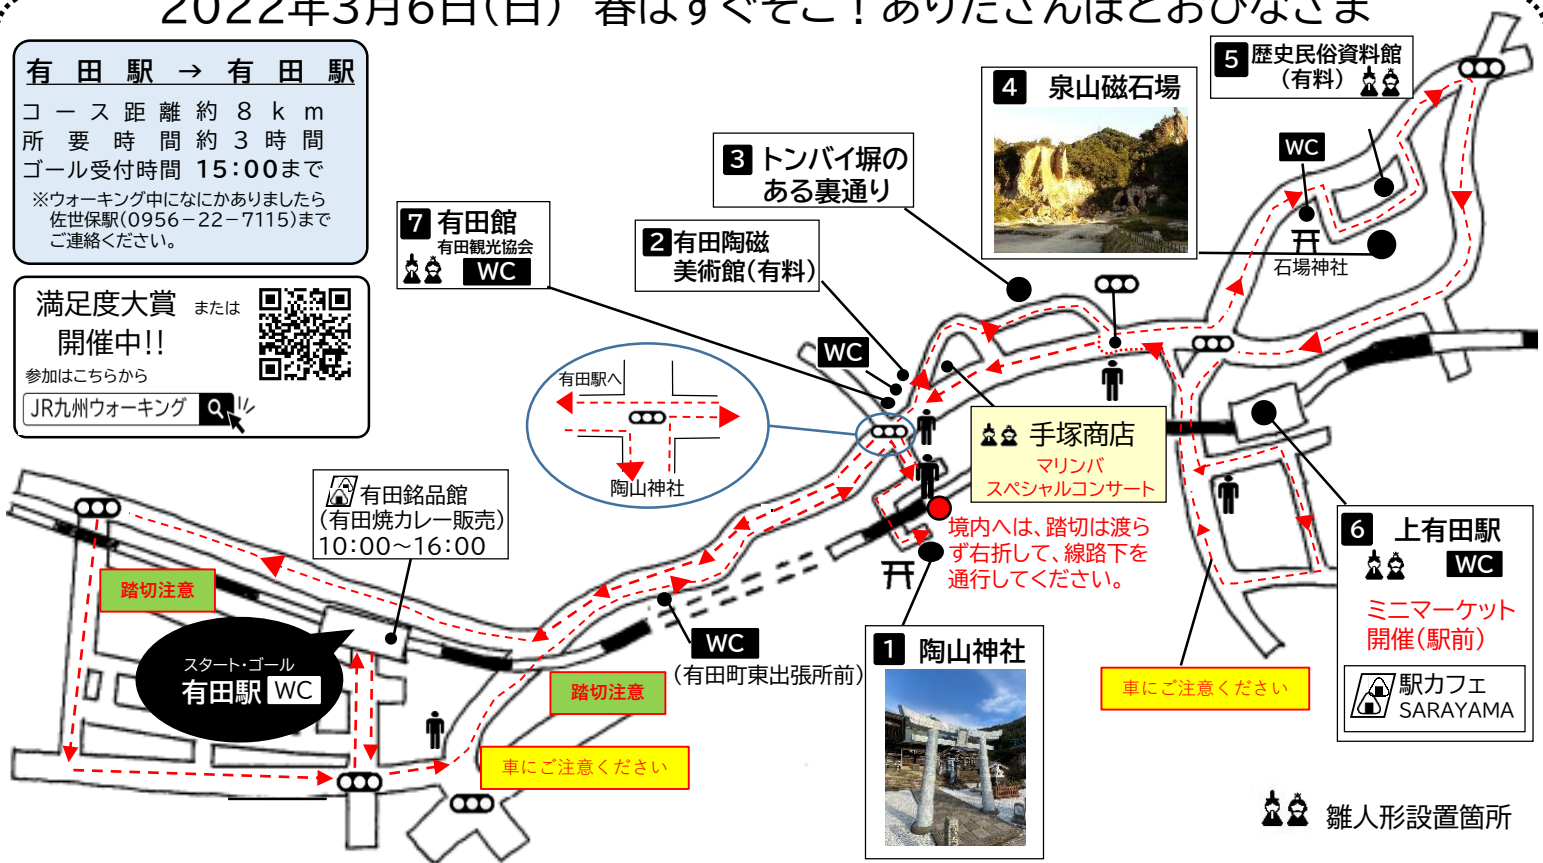 2022年3月6日(日) 春はすぐそこ！ありたさんぽとおひなさま
有田駅→有田駅
コース距離約8km
所要時間約3時間
ゴール受付時間 15:00まで
※ウォーキング中になにかありましたら
佐世保駅(0956-22-7115)まで
ご連絡ください。
満足度大賞 または
開催中!!
参加はこちらから
JR九州ウォーキング
7 有田館
有田観光協会
WC
2 有田陶磁
美術館(有料)
3 トンバイ塀の
ある裏通り
4 泉山磁石場
5 歴史民俗資料館
(有料)
WC
石場神社
WC
有田駅へ
陶山神社
手塚商店
マリンバ
スペシャルコンサート
境内へは、踏切は渡ら
ず右折して、線路下を
通行してください。
有田銘品館
(有田焼カレー販売)
10:00～16:00
踏切注意
スタート・ゴール
有田駅 WC
WC
(有田町東出張所前)
踏切注意
車にご注意ください
1 陶山神社
車にご注意ください
6 上有田駅
WC
ミニマーケット
開催(駅前)
駅カフェ
SARAYAMA
雛人形設置箇所